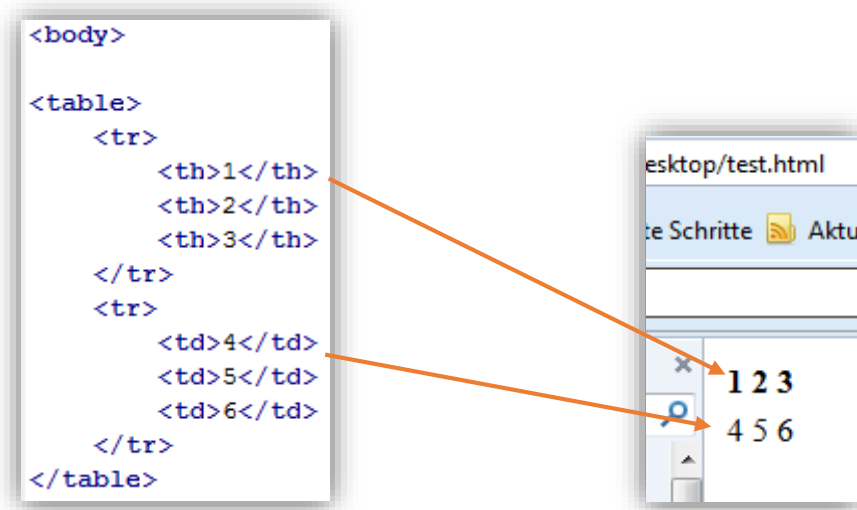 <body>
<table>
<tr>
<th>1</th>
<th>2</th>
<th>3</th>
</tr>
<tr>
<td>4</td>
<td>5</td>
<td>6</td>
</tr>
</table>
esktop/test.html
te Schritte Aktu
1 2 3
4 5 6